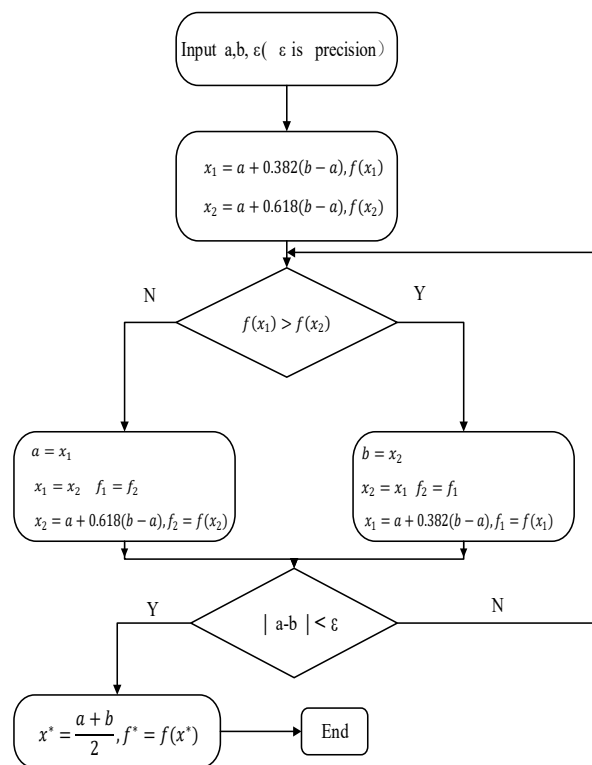 Input a,b, ε( ε is precision）
x₁ = a + 0.382(b − a), f(x₁)
x₂ = a + 0.618(b − a), f(x₂)
N
Y
f(x₁) > f(x₂)
a = x₁
x₁ = x₂ f₁ = f₂
x₂ = a + 0.618(b − a), f₂ = f(x₂)
b = x₂
x₂ = x₁ f₂ = f₁
x₁ = a + 0.382(b − a), f₁ = f(x₁)
Y
N
| a-b | < ε
x* = (a + b)/2, f* = f(x*)
End